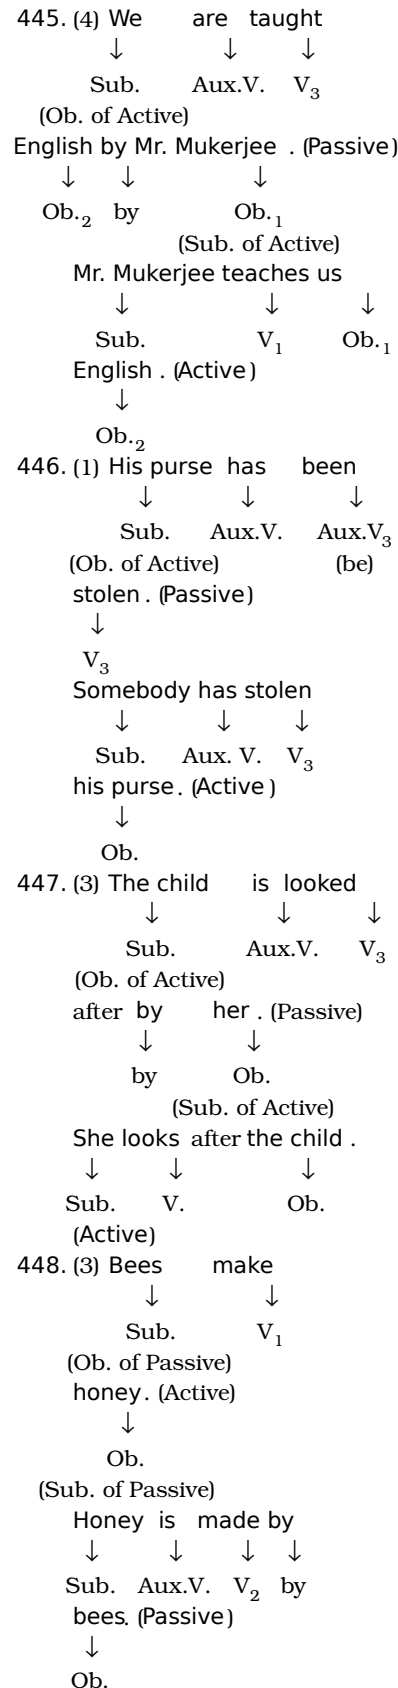 445. (4) We are taught
↓ ↓ ↓
Sub. Aux.V. V₃
(Ob. of Active)
English by Mr. Mukerjee . (Passive)
↓ ↓ ↓
Ob.₂ by Ob.₁
(Sub. of Active)
Mr. Mukerjee teaches us
↓ ↓ ↓
Sub. V₁ Ob.₁
English . (Active)
↓
Ob.₂
446. (1) His purse has been
↓ ↓ ↓
Sub. Aux.V. Aux.V₃
(Ob. of Active) (be)
stolen . (Passive)
↓
V₃
Somebody has stolen
↓ ↓ ↓
Sub. Aux. V. V₃
his purse . (Active)
↓
Ob.
447. (3) The child is looked
↓ ↓ ↓
Sub. Aux.V. V₃
(Ob. of Active)
after by her . (Passive)
↓ ↓
by Ob.
(Sub. of Active)
She looks after the child .
↓ ↓ ↓
Sub. V. Ob.
(Active)
448. (3) Bees make
↓ ↓
Sub. V₁
(Ob. of Passive)
honey . (Active)
↓
Ob.
(Sub. of Passive)
Honey is made by
↓ ↓ ↓ ↓
Sub. Aux.V. V₂ by
bees. (Passive)
↓
Ob.